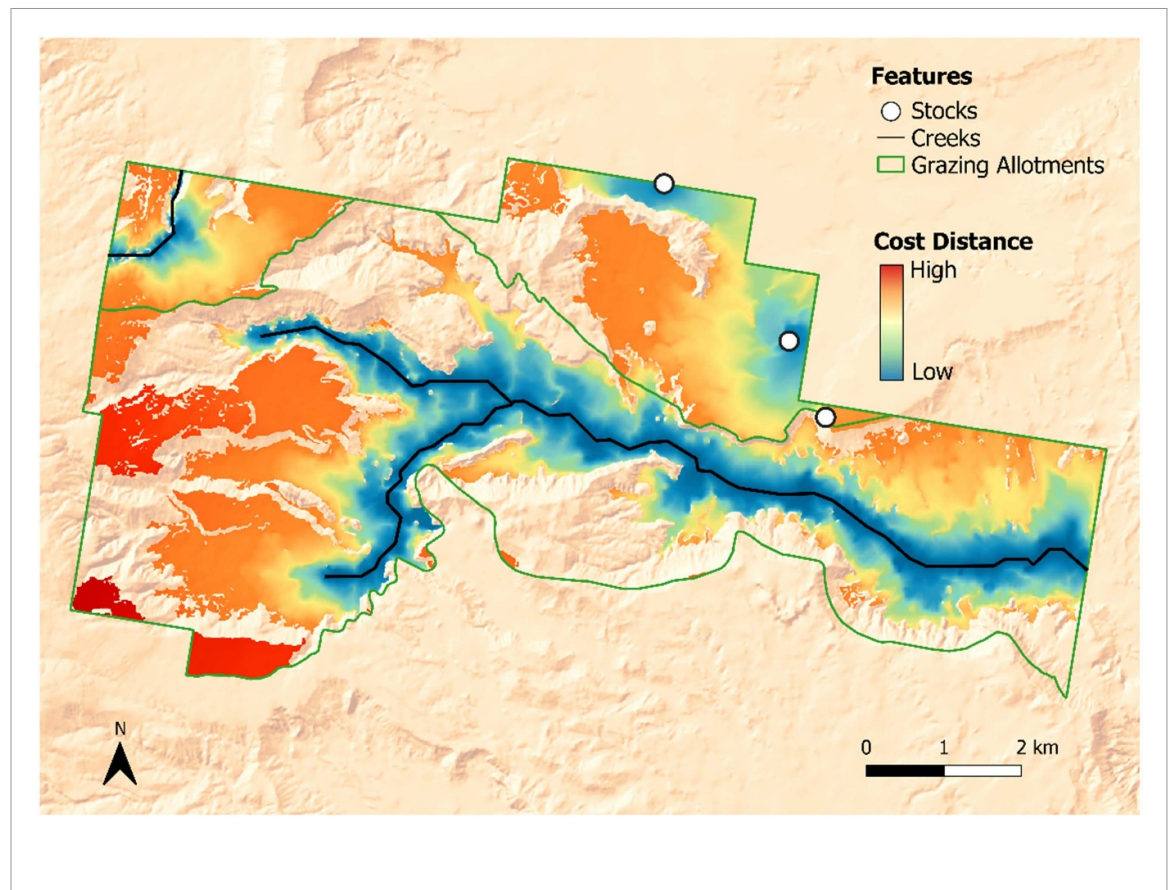 Features
Stocks
Creeks
Grazing Allotments
Cost Distance
High
Low
N
0 1 2 km